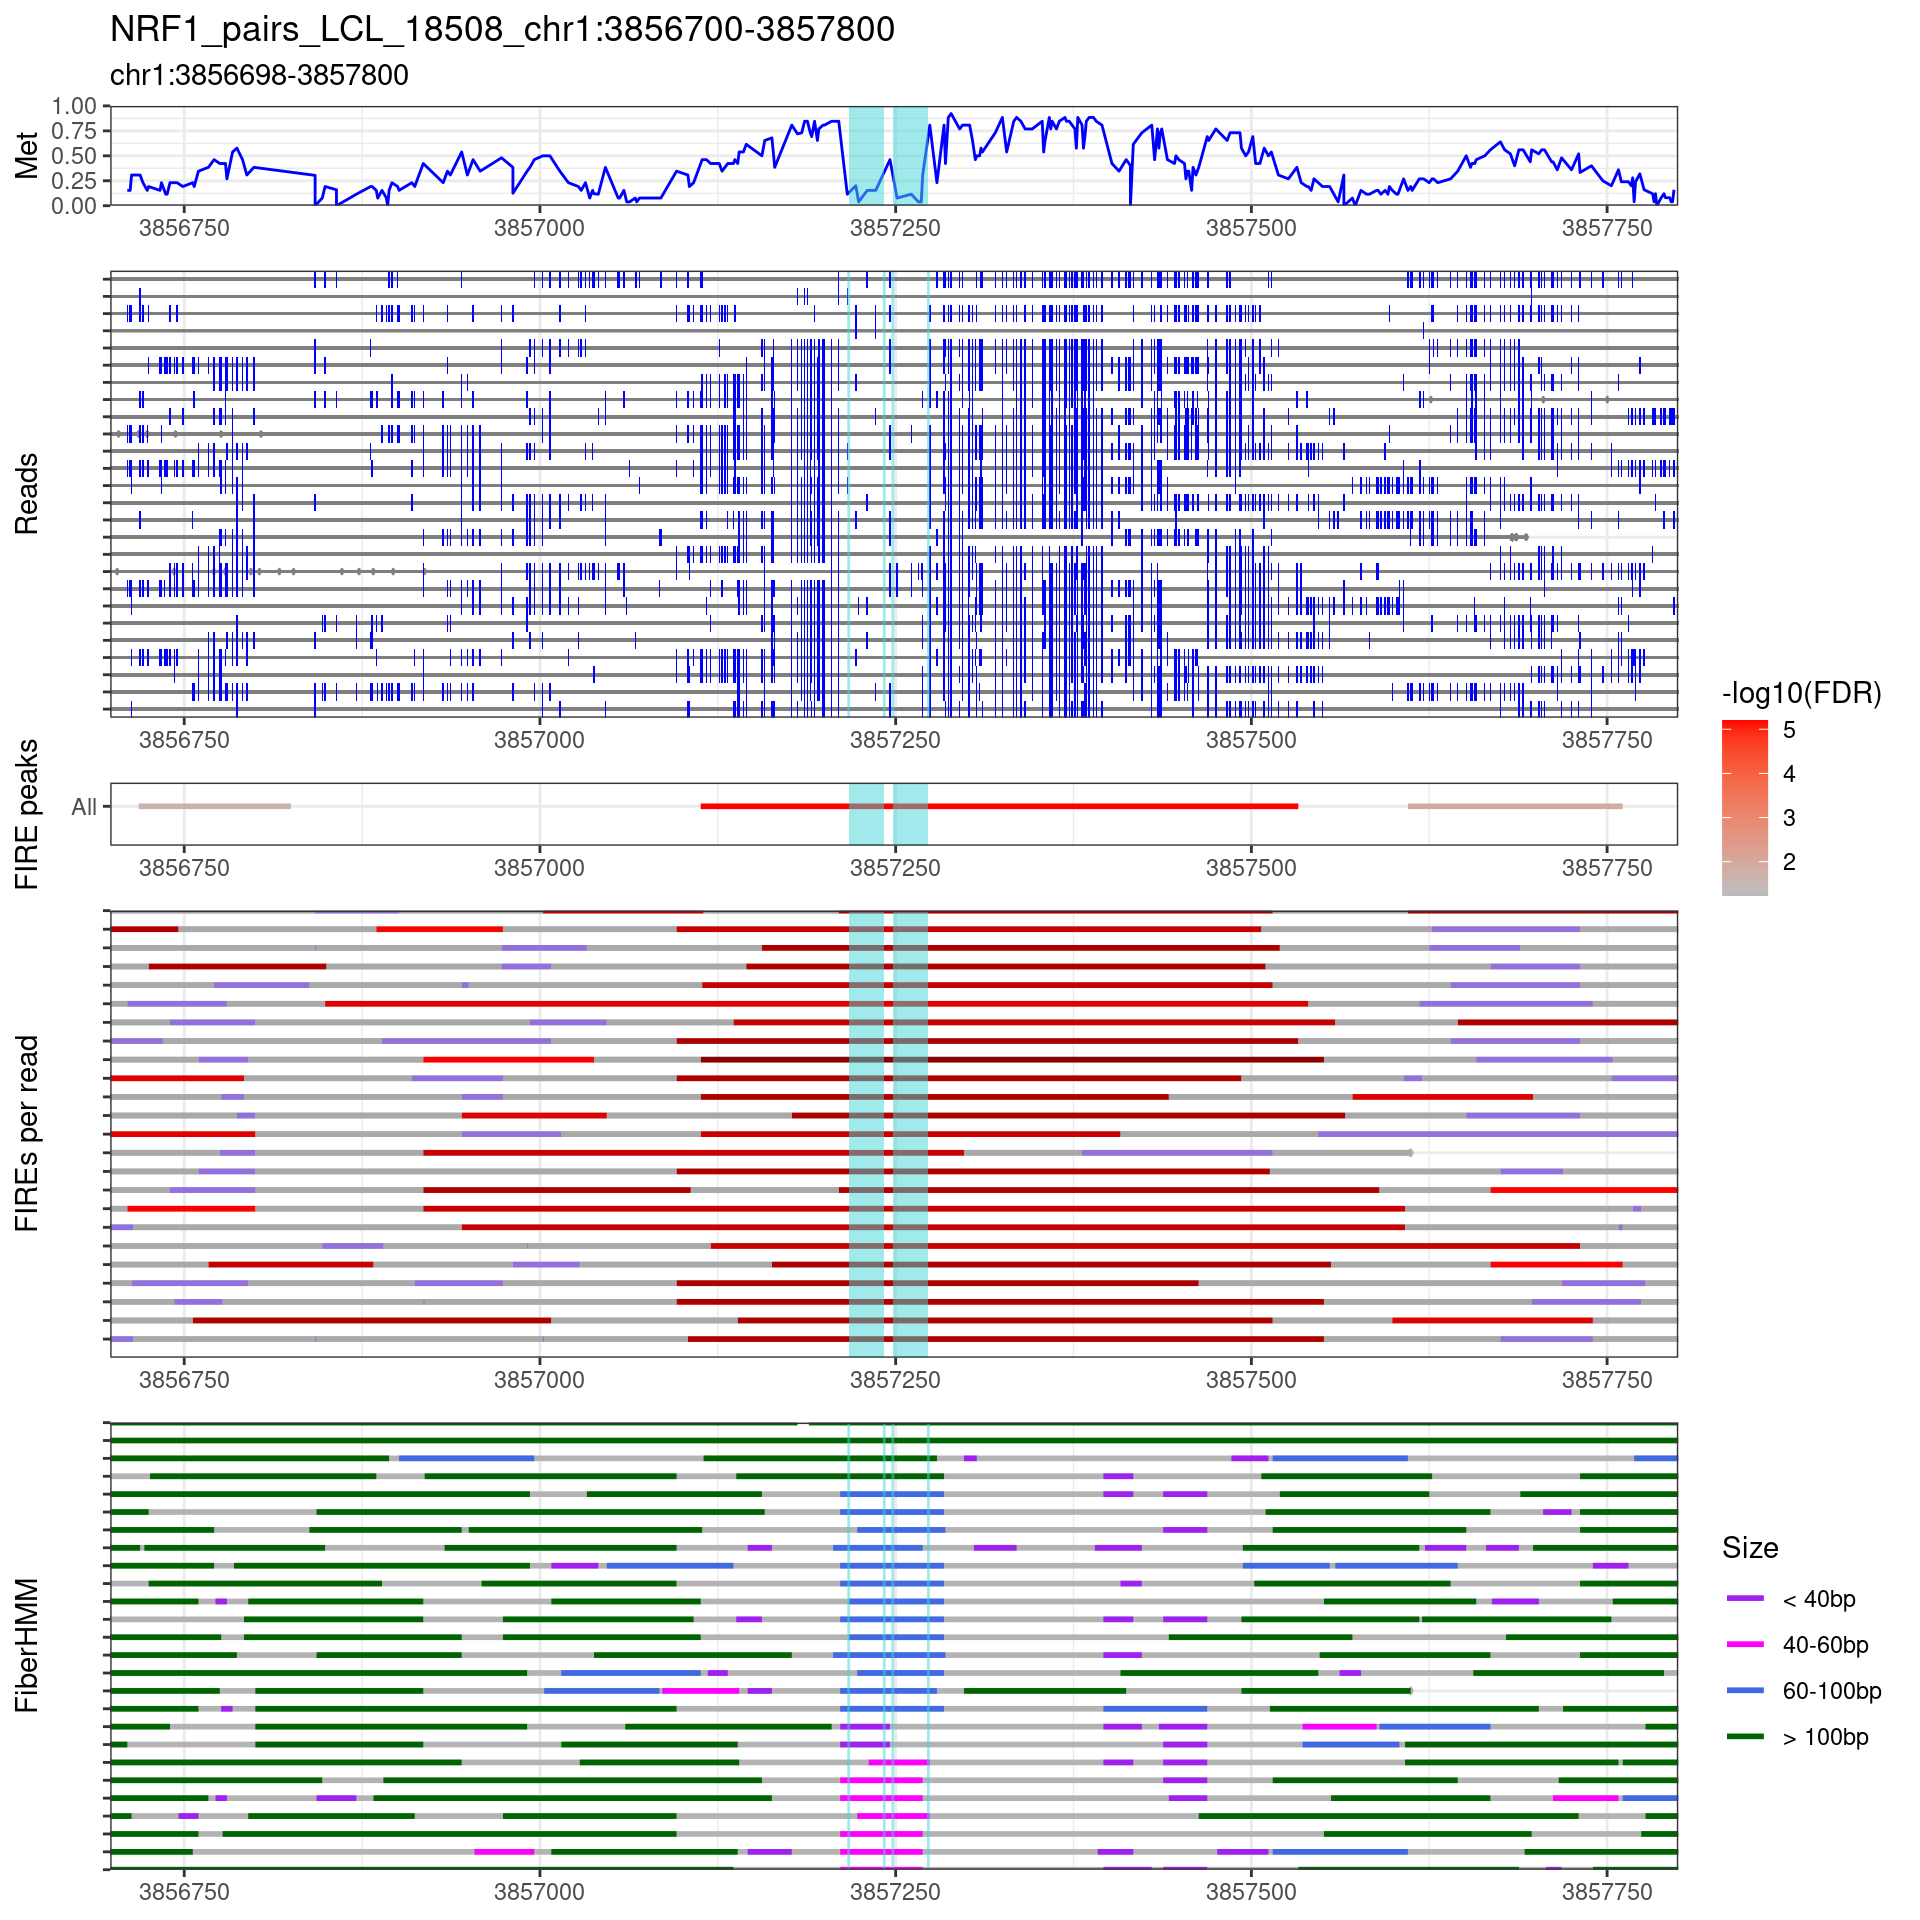 NRF1_pairs_LCL_18508_chr1:3856700-3857800
chr1:3856698-3857800
Met
1.00
0.75
0.50
0.25
0.00
3856750 3857000 3857250 3857500 3857750
Reads
3856750 3857000 3857250 3857500 3857750
FIRE peaks
All
3856750 3857000 3857250 3857500 3857750
-log10(FDR)
5
4
3
2
FIREs per read
3856750 3857000 3857250 3857500 3857750
FiberHMM
3856750 3857000 3857250 3857500 3857750
Size
< 40bp
40-60bp
60-100bp
> 100bp